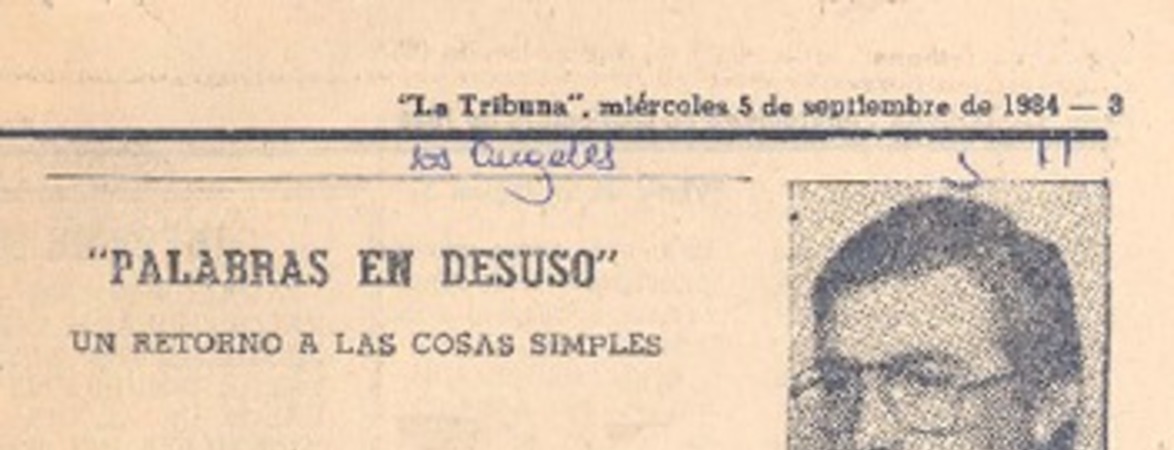 "La Tribuna", miércoles 5 de septiembre de 1984 — 3
Los Angeles
"PALABRAS EN DESUSO"
UN RETORNO A LAS COSAS SIMPLES